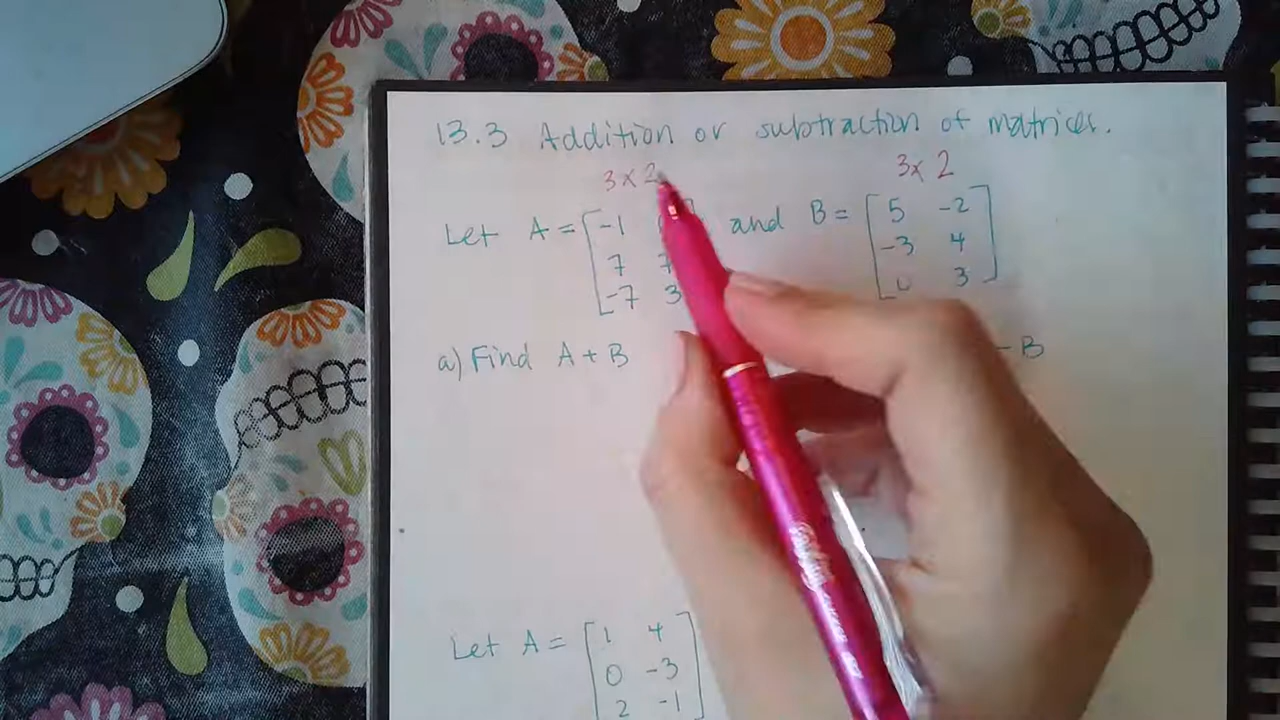 13.3 Addition or subtraction of matrices.
3x2 3x2
Let A = [-1 and B = [5 -2]
7 -3 4
-7 3 3
a) Find A + B - B
Let A = [1 4]
0 -3
2 -1